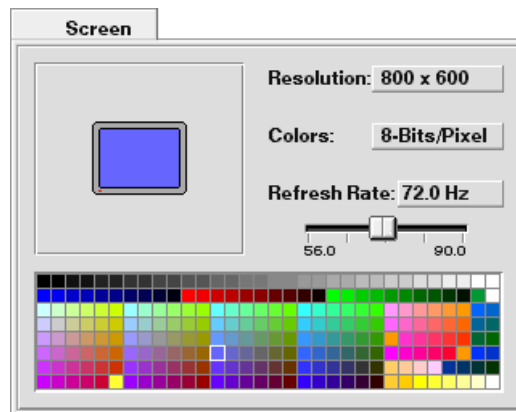 Screen
Resolution: 800 x 600
Colors: 8-Bits/Pixel
Refresh Rate: 72.0 Hz
56.0 90.0